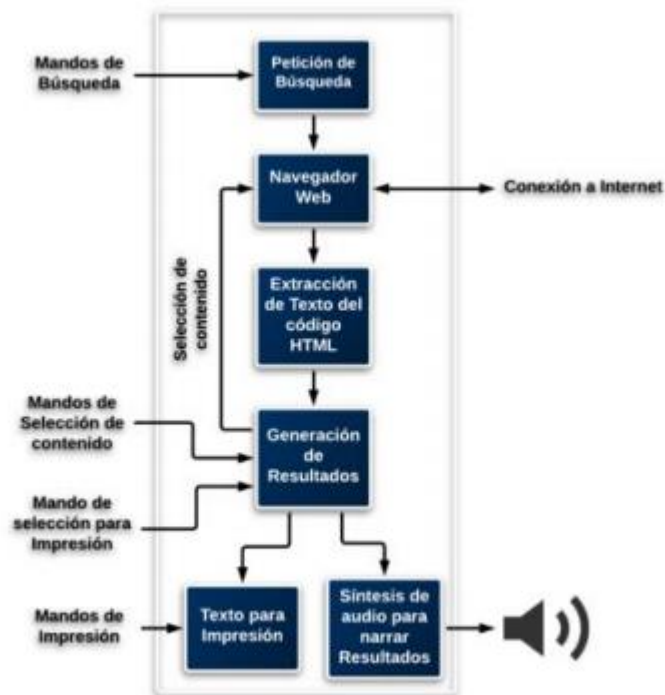 Mandos de
Búsqueda
Petición de
Búsqueda
Navegador
Web
Conexión a Internet
Selección de
contenido
Extracción
de Texto del
código
HTML
Mandos de
Selección de
contenido
Generación
de
Resultados
Mando de
selección para
Impresión
Mandos de
Impresión
Texto para
Impresión
Síntesis de
audio para
narrar
Resultados